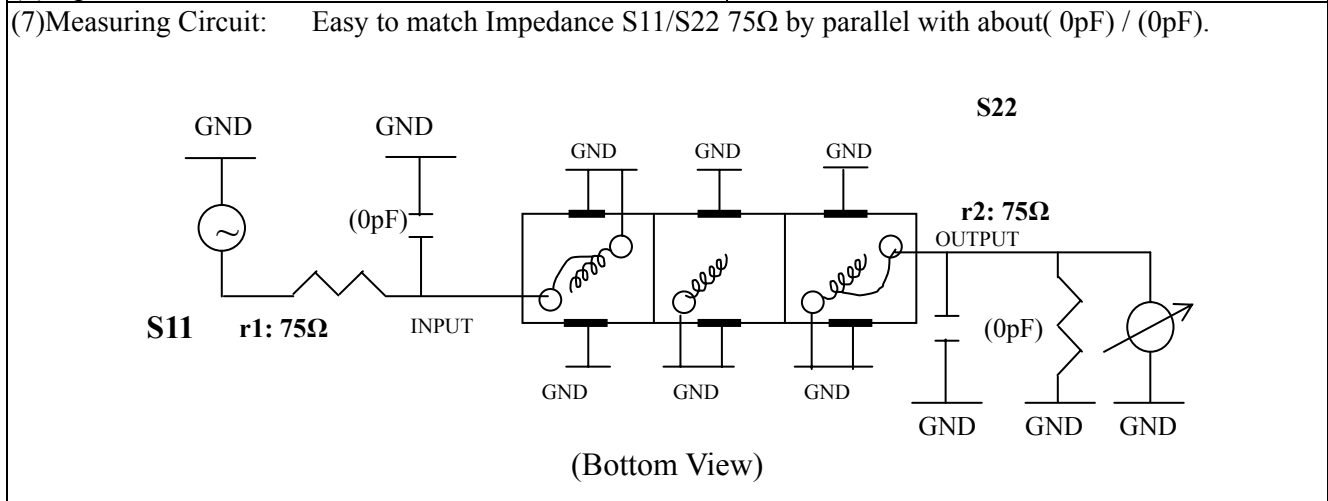 (7)Measuring Circuit: Easy to match Impedance S11/S22 75Ω by parallel with about( 0pF) / (0pF).
S22
GND GND
GND GND GND
(0pF)
r2: 75Ω
OUTPUT
S11 r1: 75Ω INPUT
(0pF)
GND GND GND
GND GND GND
(Bottom View)